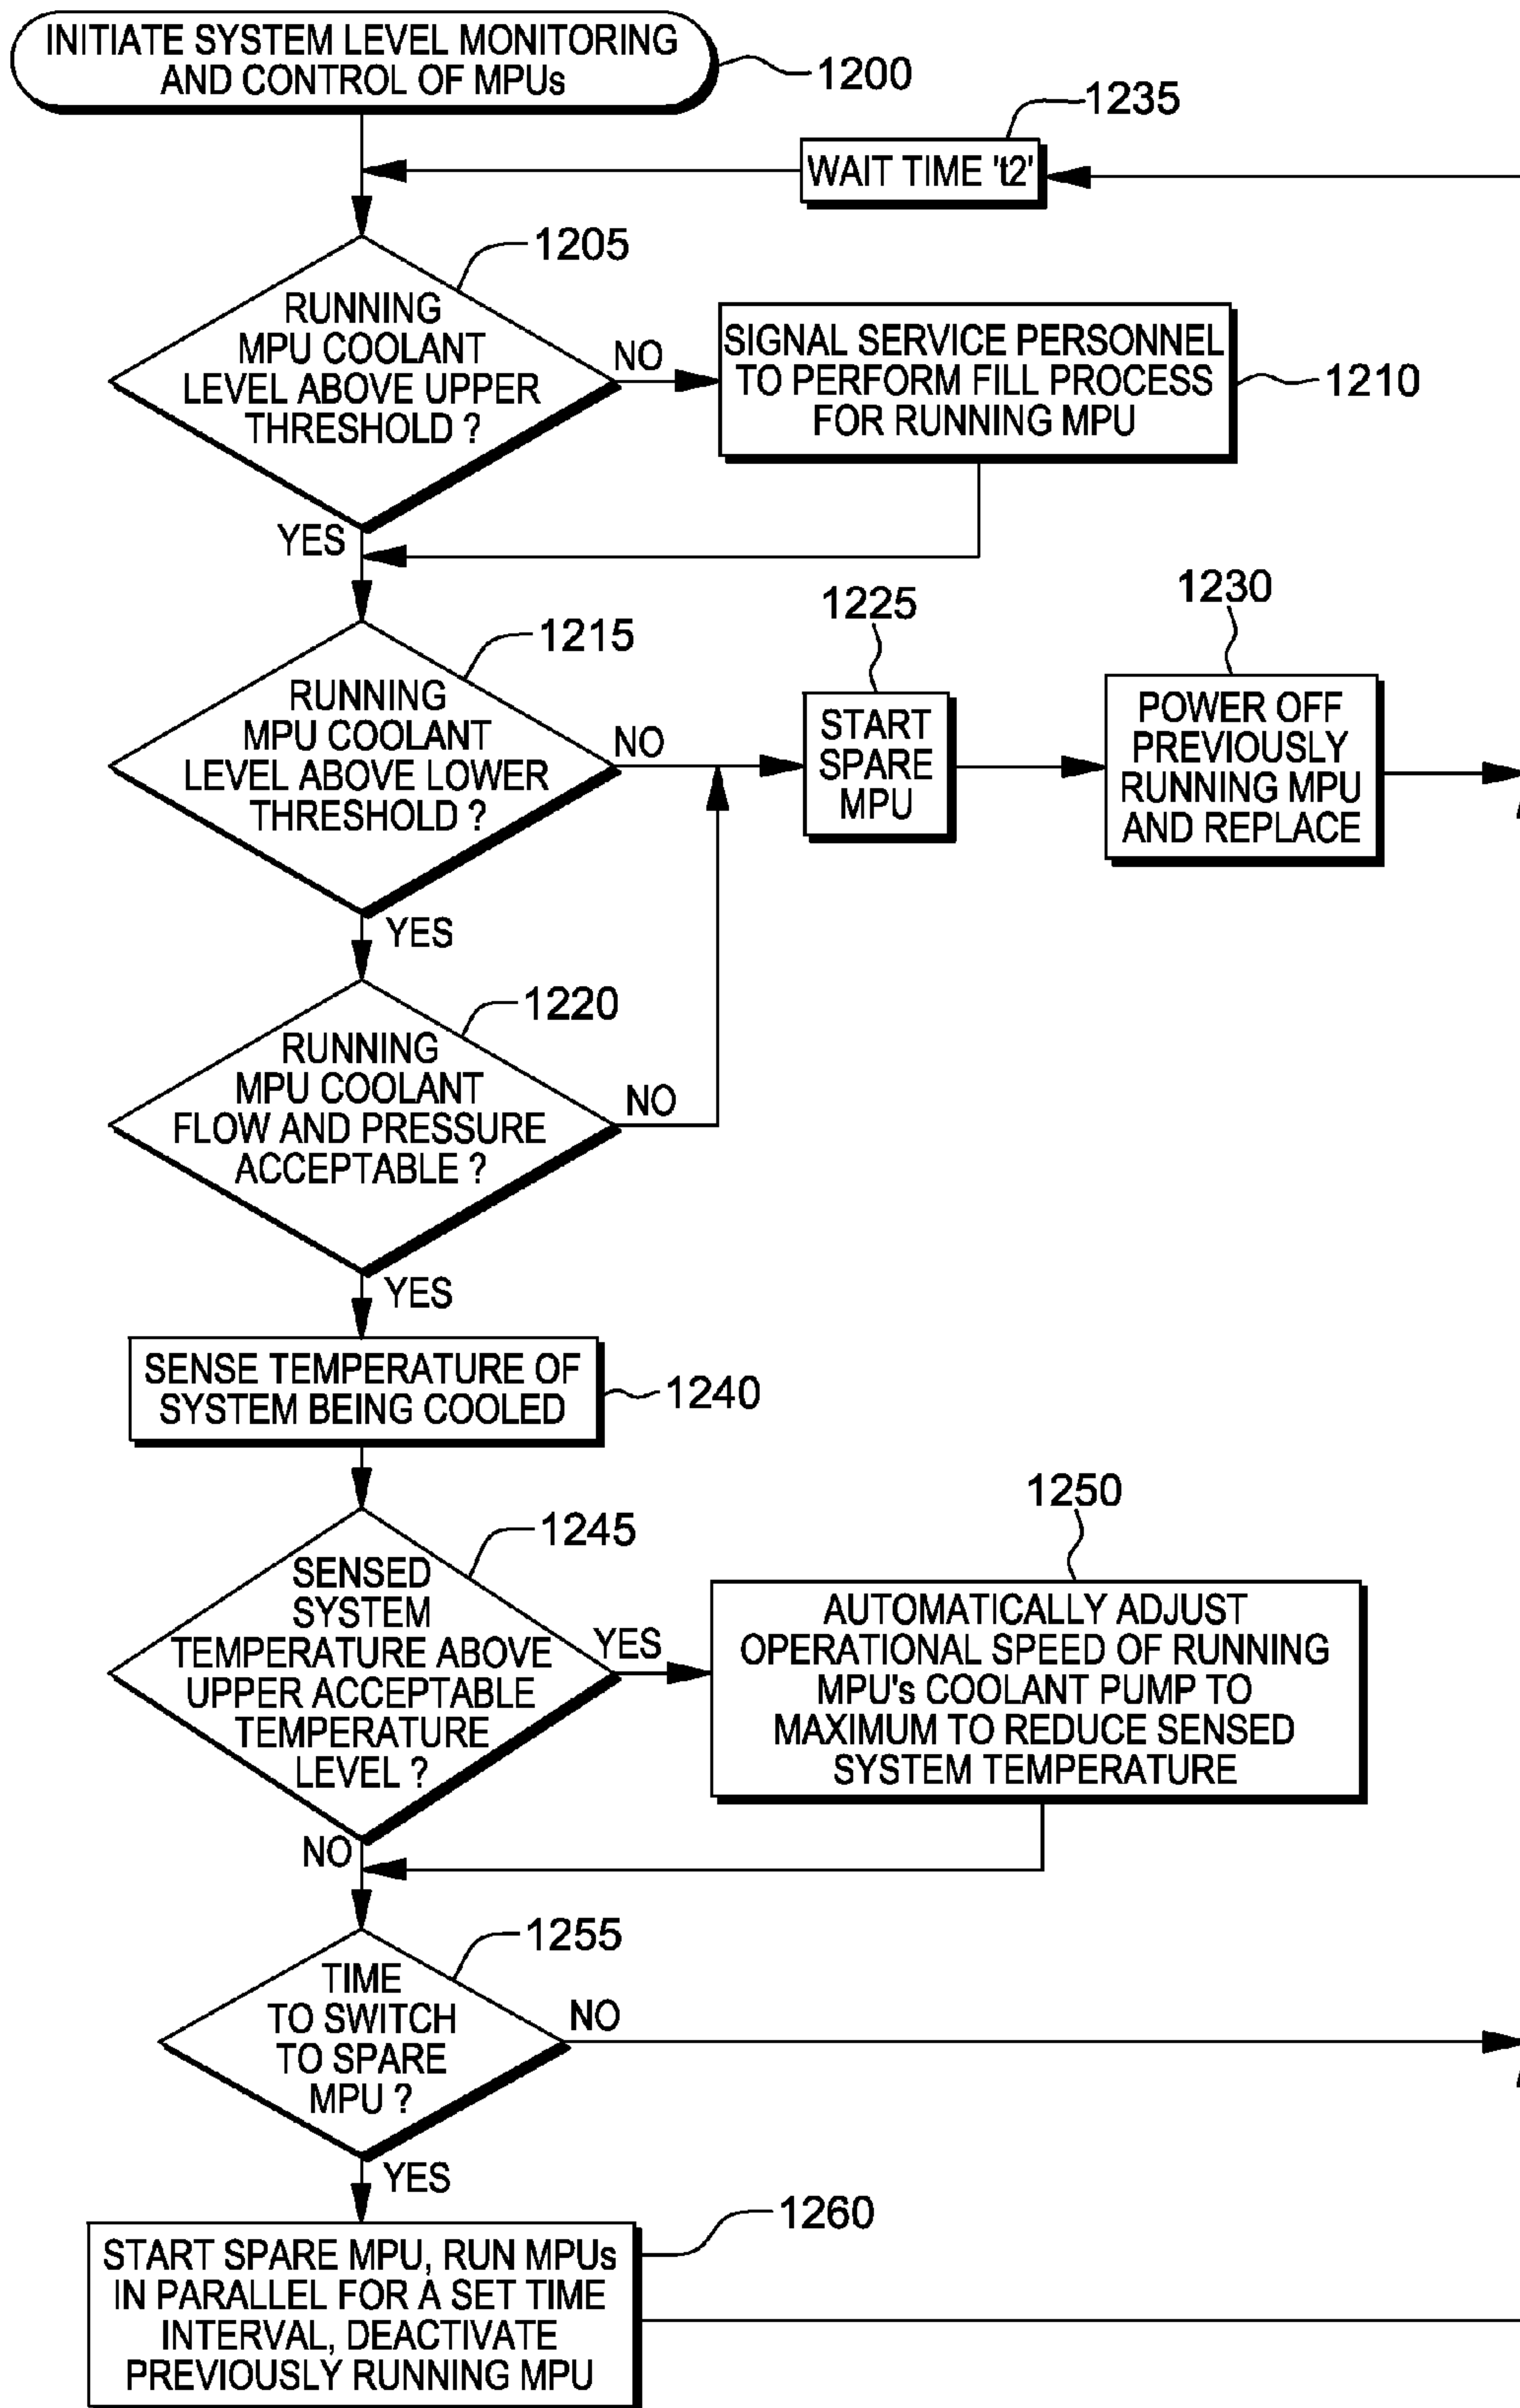 INITIATE SYSTEM LEVEL MONITORING
AND CONTROL OF MPUs
1200
1235
WAIT TIME 't2'
1205
RUNNING
MPU COOLANT
LEVEL ABOVE UPPER
THRESHOLD ?
NO
SIGNAL SERVICE PERSONNEL
TO PERFORM FILL PROCESS
FOR RUNNING MPU
1210
YES
1215
RUNNING
MPU COOLANT
LEVEL ABOVE LOWER
THRESHOLD ?
NO
1225
START
SPARE
MPU
1230
POWER OFF
PREVIOUSLY
RUNNING MPU
AND REPLACE
YES
1220
RUNNING
MPU COOLANT
FLOW AND PRESSURE
ACCEPTABLE ?
NO
YES
SENSE TEMPERATURE OF
SYSTEM BEING COOLED
1240
1245
SENSED
SYSTEM
TEMPERATURE ABOVE
UPPER ACCEPTABLE
TEMPERATURE
LEVEL ?
YES
1250
AUTOMATICALLY ADJUST
OPERATIONAL SPEED OF RUNNING
MPU's COOLANT PUMP TO
MAXIMUM TO REDUCE SENSED
SYSTEM TEMPERATURE
NO
1255
TIME
TO SWITCH
TO SPARE
MPU ?
NO
YES
1260
START SPARE MPU, RUN MPUs
IN PARALLEL FOR A SET TIME
INTERVAL, DEACTIVATE
PREVIOUSLY RUNNING MPU